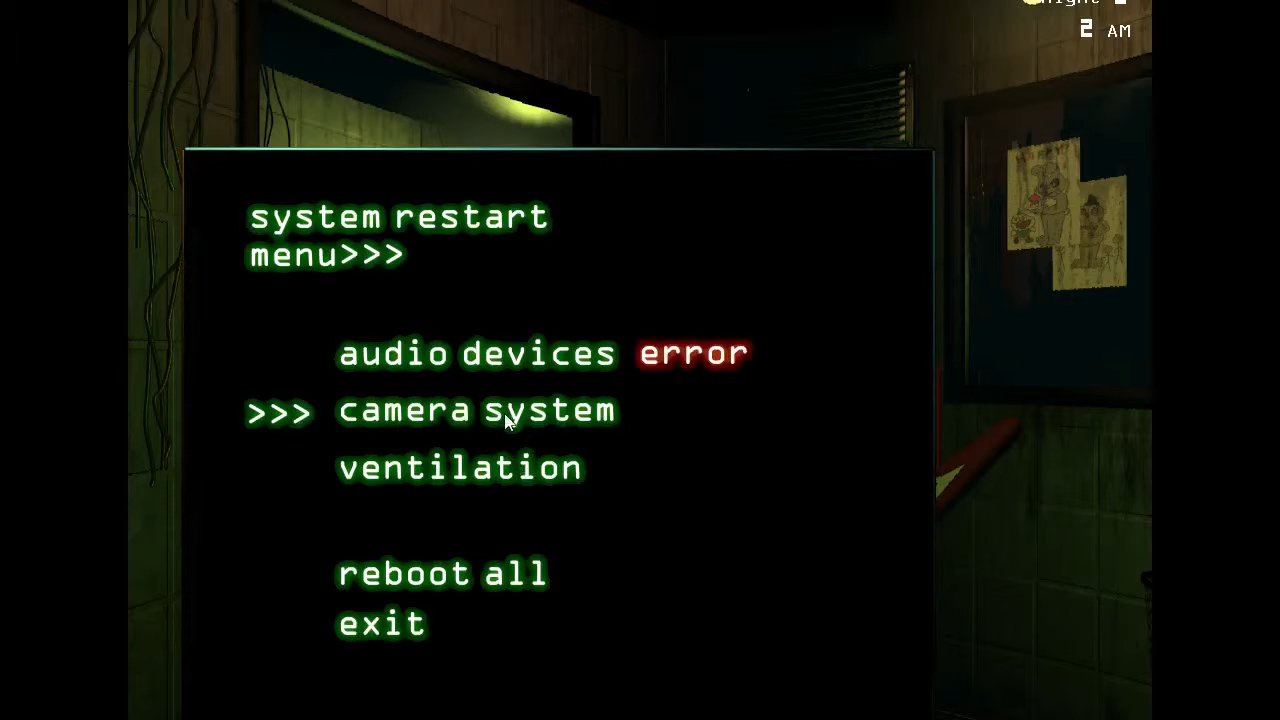 2 AM
system restart
menu>>>
audio devices error
>>> camera system
ventilation
reboot all
exit